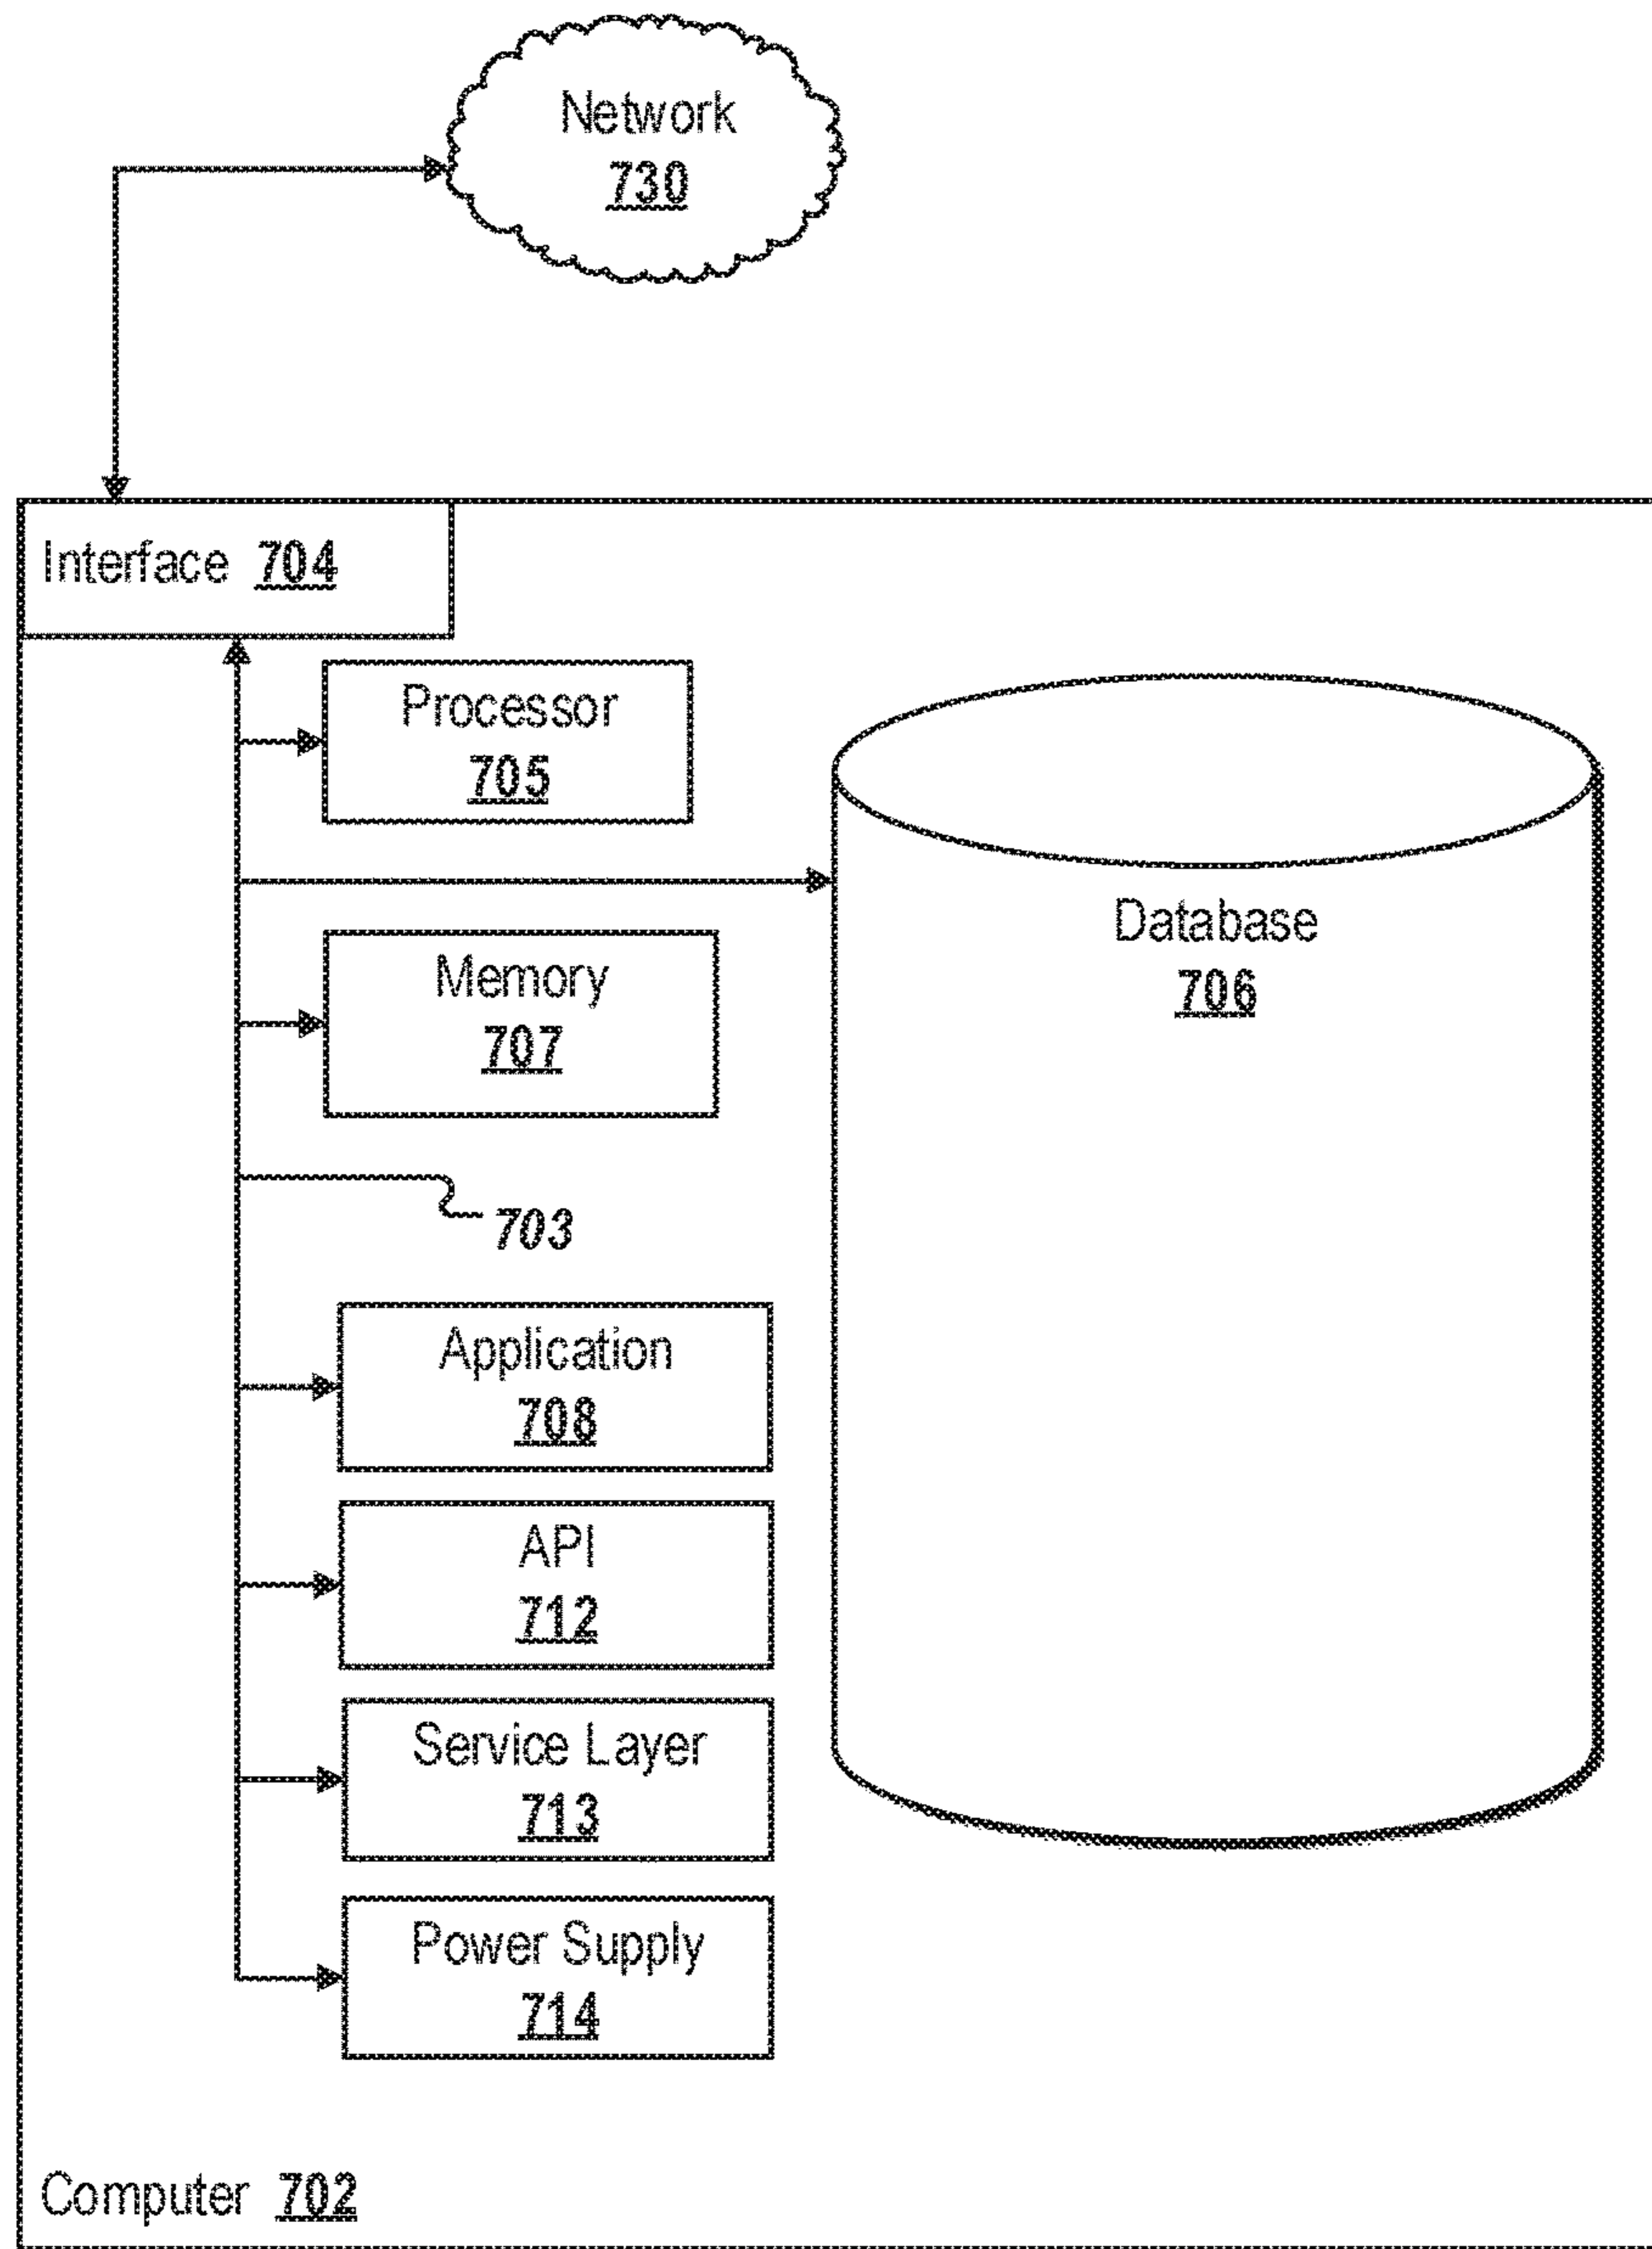 Network
730
Interface 704
Processor
705
Database
706
Memory
707
703
Application
708
API
712
Service Layer
713
Power Supply
714
Computer 702